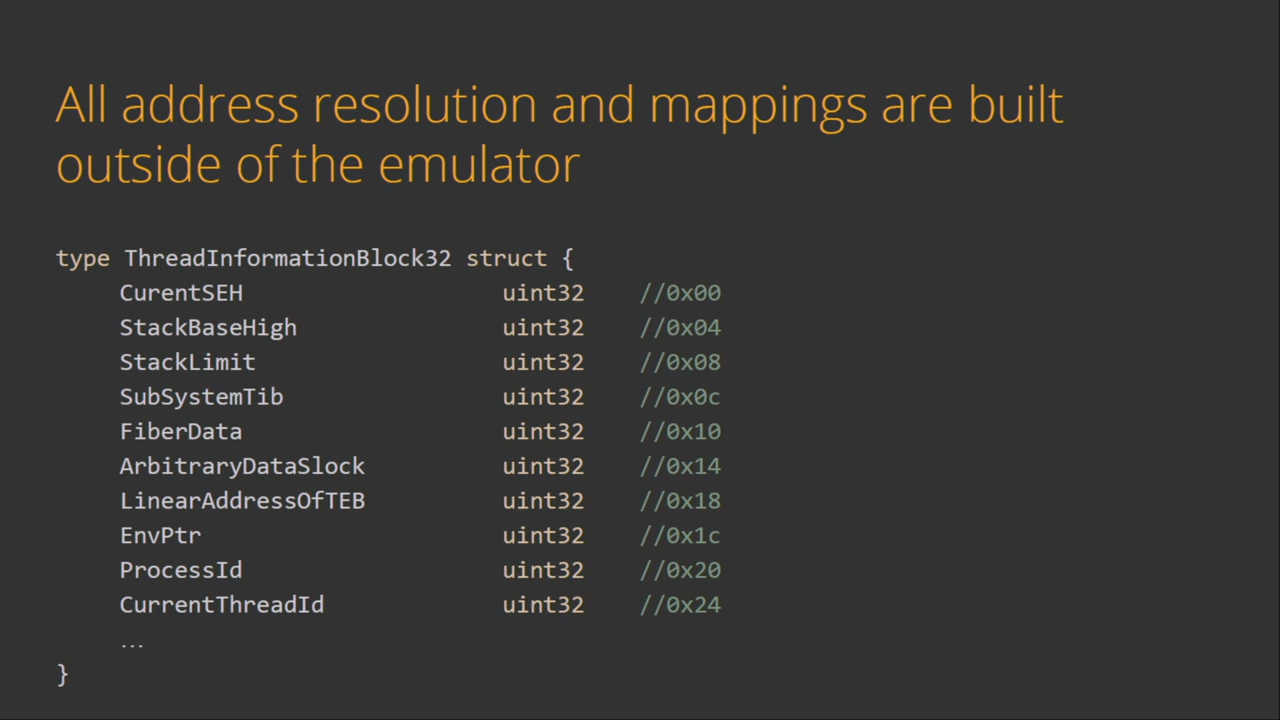 All address resolution and mappings are built
outside of the emulator
type ThreadInformationBlock32 struct {
CurentSEH uint32 //0x00
StackBaseHigh uint32 //0x04
StackLimit uint32 //0x08
SubSystemTib uint32 //0x0c
FiberData uint32 //0x10
ArbitraryDataSlock uint32 //0x14
LinearAddressOfTEB uint32 //0x18
EnvPtr uint32 //0x1c
ProcessId uint32 //0x20
CurrentThreadId uint32 //0x24
...
}